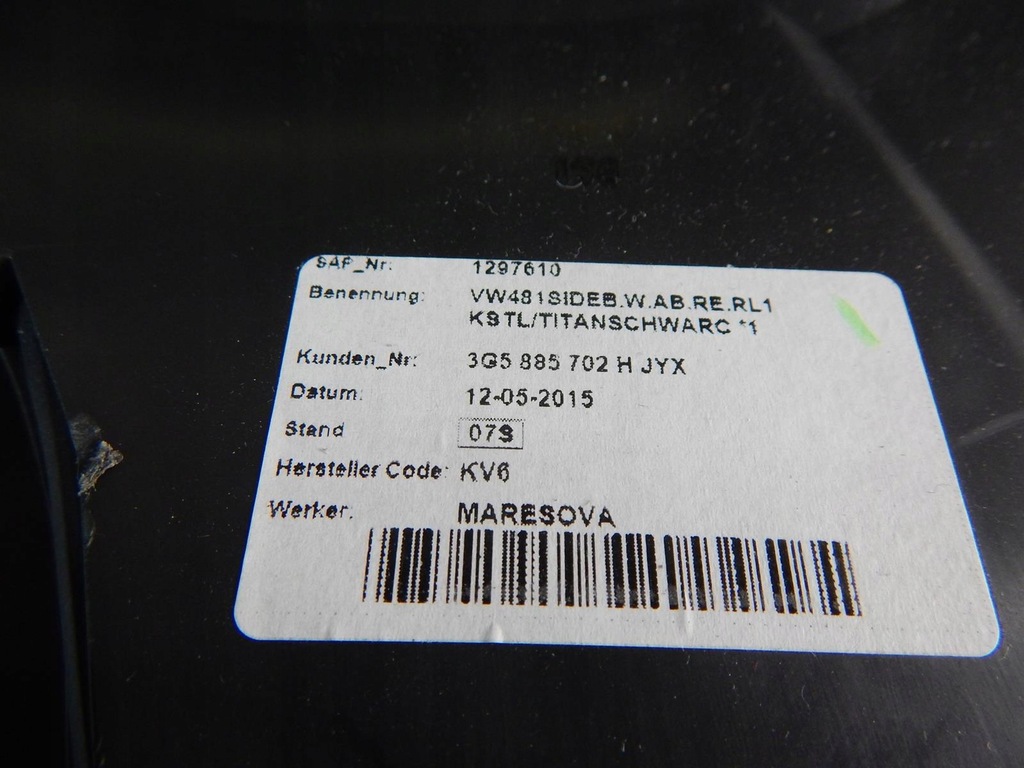 SAP_Nr: 1297610
Benennung: VW481SIDEB.W.AB.RE.RL1
KSTL/TITANSCHWARC *1
Kunden_Nr: 3G5 885 702 H JYX
Datum: 12-05-2015
Stand 07S
Hersteller Code: KV6
Werker: MARESOVA